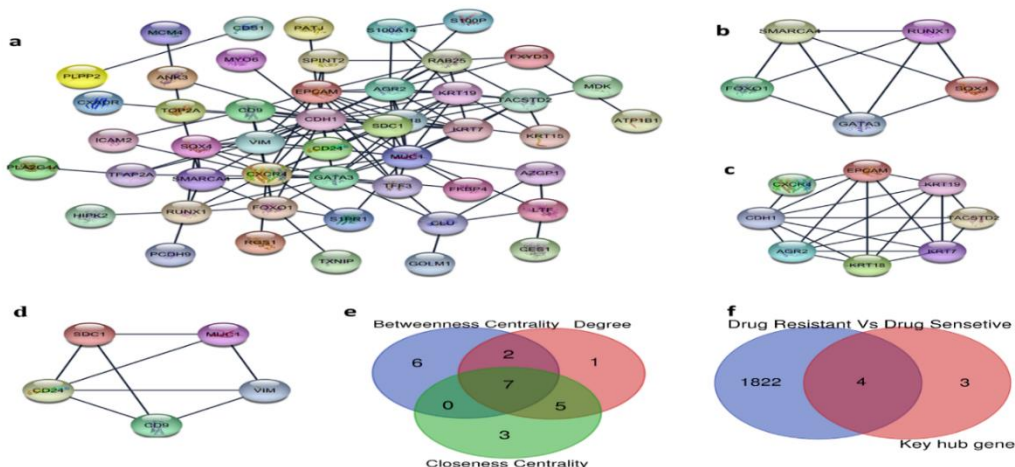 a
MCM4
CDS1
PATJ
S100A14
S100P
PLPP2
ANK3
MYO6
SPINT2
RAB25
FXYD3
CXADR
TOP2A
CD9
EPCAM
AGR2
KRT19
TACSTD2
MDK
ATP1B1
ICAM2
SOX4
VIM
CDH1
SDC1
KRT7
KRT15
CD24
MUC1
PLA2G4A
TFAP2A
SMARCA4
CXCR4
GATA3
TFF3
FKBP4
AZGP1
HIPK2
RUNX1
FOXO1
S1PR1
CLU
LTF
PCDH9
RGS1
TXNIP
GOLM1
CES1
b
SMARCA4
RUNX1
FOXO1
SOX4
GATA3
c
EPCAM
CXCR4
KRT19
CDH1
TACSTD2
AGR2
KRT7
KRT18
d
SDC1
MUC1
CD24
VIM
CD9
e
Betweenness Centrality
Degree
6
2
1
7
0
5
3
Closeness Centrality
f
Drug Resistant Vs Drug Sensetive
1822
4
3
Key hub gene